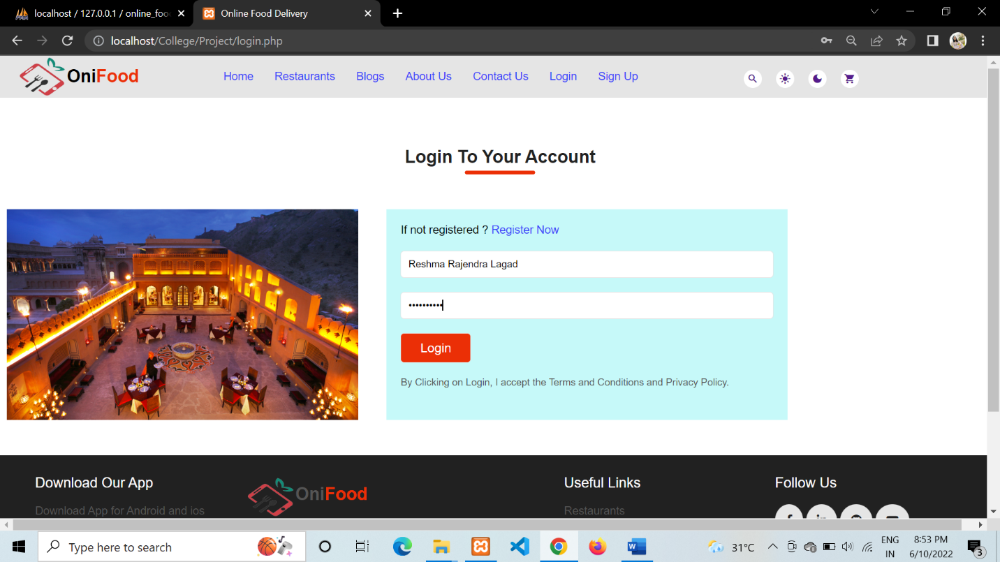 localhost / 127.0.0.1 / online_foo
Online Food Delivery
localhost/College/Project/login.php
OniFood
Home Restaurants Blogs About Us Contact Us Login Sign Up
Login To Your Account
If not registered ? Register Now
Reshma Rajendra Lagad
••••••••••
Login
By Clicking on Login, I accept the Terms and Conditions and Privacy Policy.
Download Our App
OniFood
Useful Links
Follow Us
Download App for Android and ios
Restaurants
Type here to search
31°C
ENG
IN
8:53 PM
6/10/2022
3